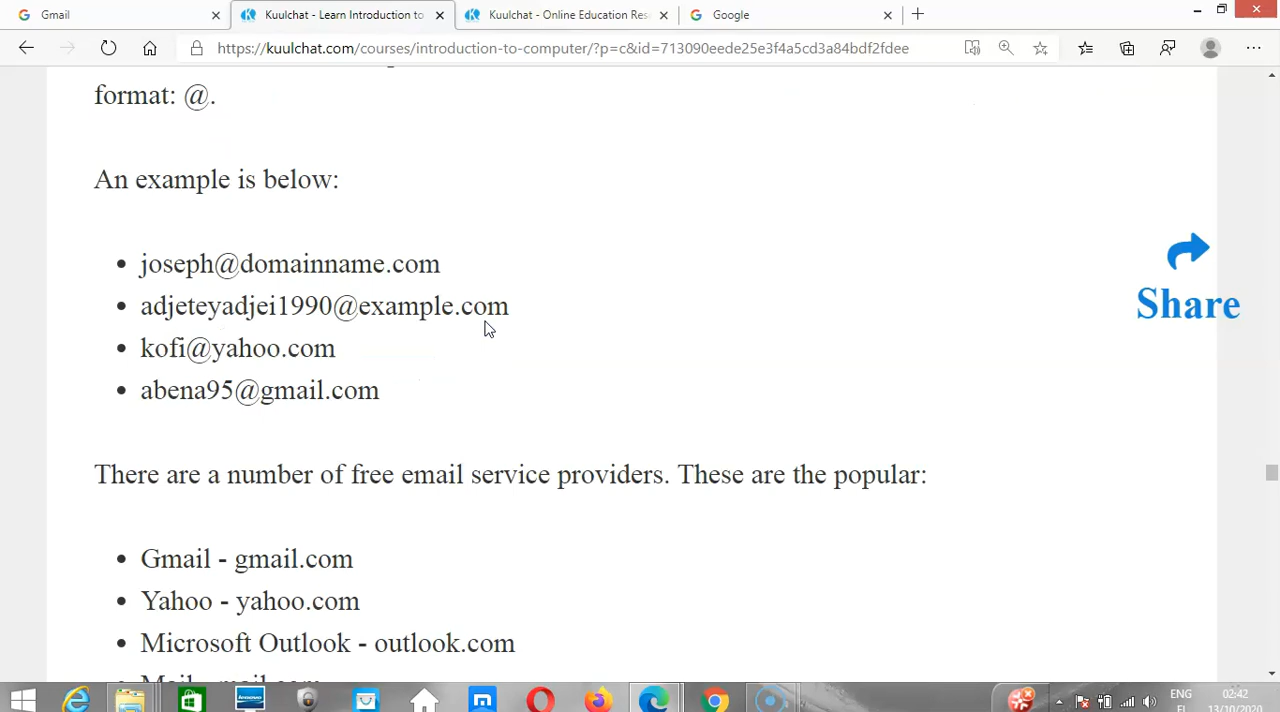 Gmail
Kuulchat - Learn Introduction to
Kuulchat - Online Education Res
Google
https://kuulchat.com/courses/introduction-to-computer/?p=c&id=713090eede25e3f4a5cd3a84bdf2fdee
format: @.
An example is below:
• joseph@domainname.com
• adjeteyadjei1990@example.com
• kofi@yahoo.com
• abena95@gmail.com
Share
There are a number of free email service providers. These are the popular:
• Gmail - gmail.com
• Yahoo - yahoo.com
• Microsoft Outlook - outlook.com
ENG
02:42
FI
13/10/2020